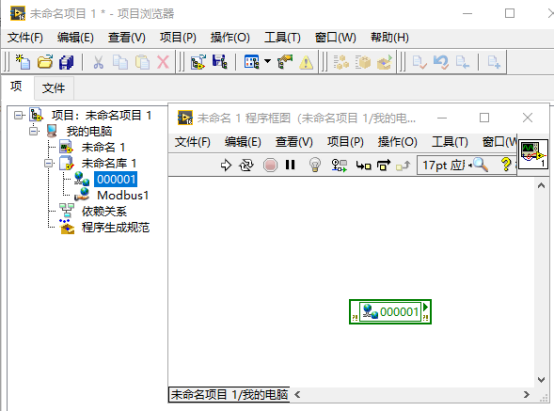 未命名项目 1 * - 项目浏览器
文件(F) 编辑(E) 查看(V) 项目(P) 操作(O) 工具(T) 窗口(W) 帮助(H)
项 文件
项目: 未命名项目 1
我的电脑
未命名 1
未命名库 1
000001
Modbus1
依赖关系
程序生成规范
未命名 1 程序框图 (未命名项目 1/我的电...
文件(F) 编辑(E) 查看(V) 项目(P) 操作(O) 工具(T) 窗口(W
17pt 应
1
000001
未命名项目 1/我的电脑